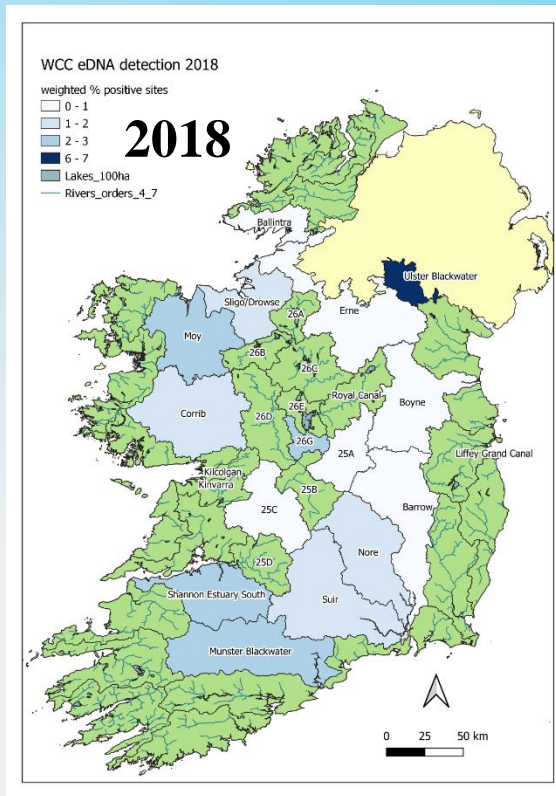 WCC eDNA detection 2018
weighted % positive sites
0 - 1
1 - 2
2 - 3
6 - 7
Lakes_100ha
Rivers_orders_4_7
2018
Ballintra
Ulster Blackwater
Sligo/Drowse
26A
Erne
Moy
26B
26C
Royal Canal
Boyne
26E
Corrib
26D
26G
Liffey Grand Canal
25A
Kilcolgan
Kinvarra
25B
25C
Barrow
Nore
25D
Shannon Estuary South
Suir
Munster Blackwater
0 25 50 km